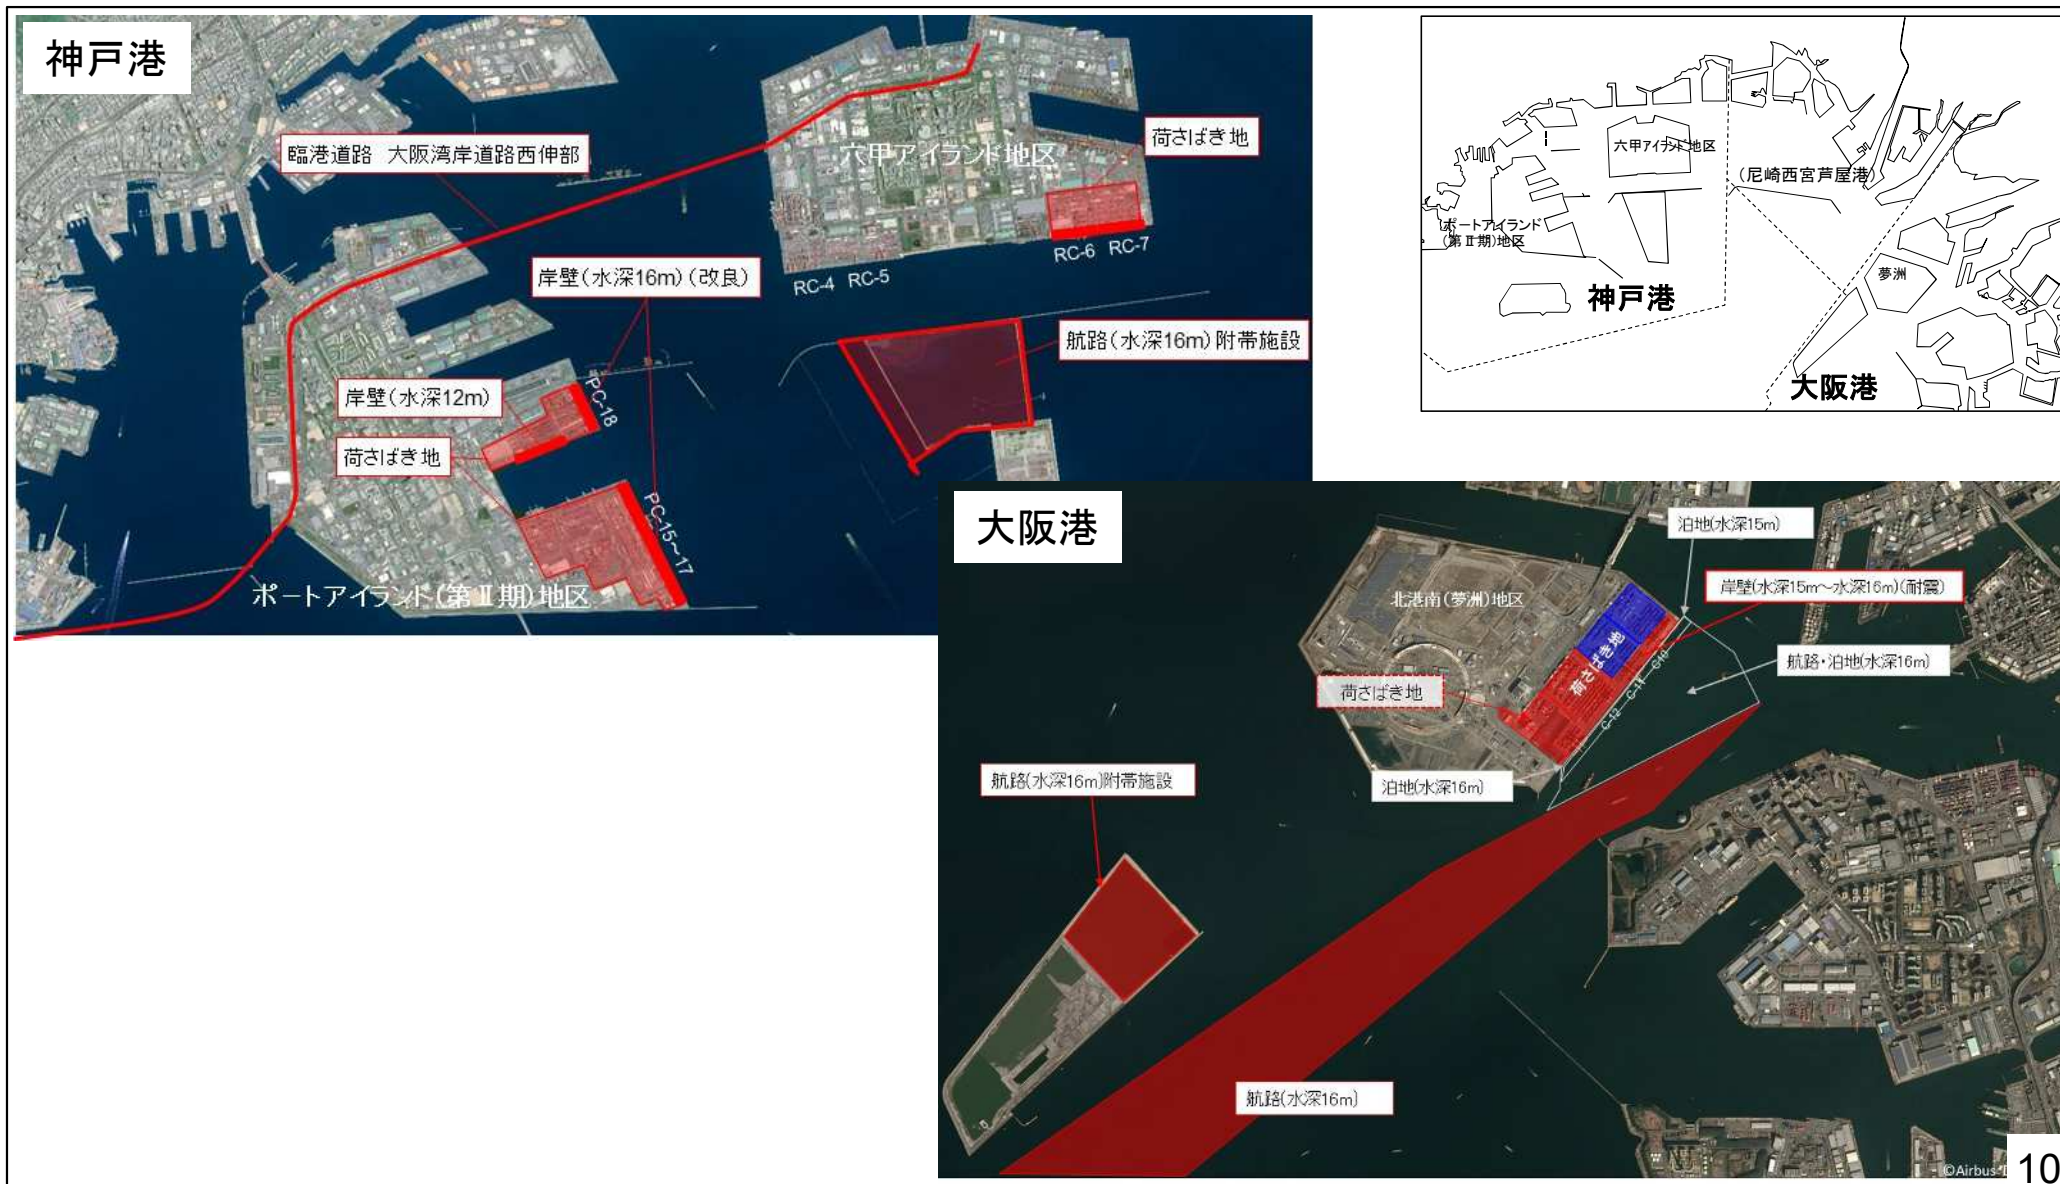 神戸港
臨港道路 大阪湾岸道路西伸部
六甲アイランド地区
荷さばき地
RC-4 RC-5
RC-6 RC-7
岸壁(水深16m)(改良)
航路(水深16m)附帯施設
岸壁(水深12m)
PC-18
荷さばき地
PC-15~17
ポートアイランド(第Ⅱ期)地区
六甲アイランド地区
(尼崎西宮芦屋港)
ポートアイランド
(第Ⅱ期)地区
夢洲
神戸港
大阪港
大阪港
泊地(水深15m)
岸壁(水深15m~水深16m)(耐震)
北港南(夢洲)地区
荷さばき地
航路・泊地(水深16m)
荷さばき地
C-12 C-11 C-10
泊地(水深16m)
航路(水深16m)附帯施設
航路(水深16m)
©Airbus
10